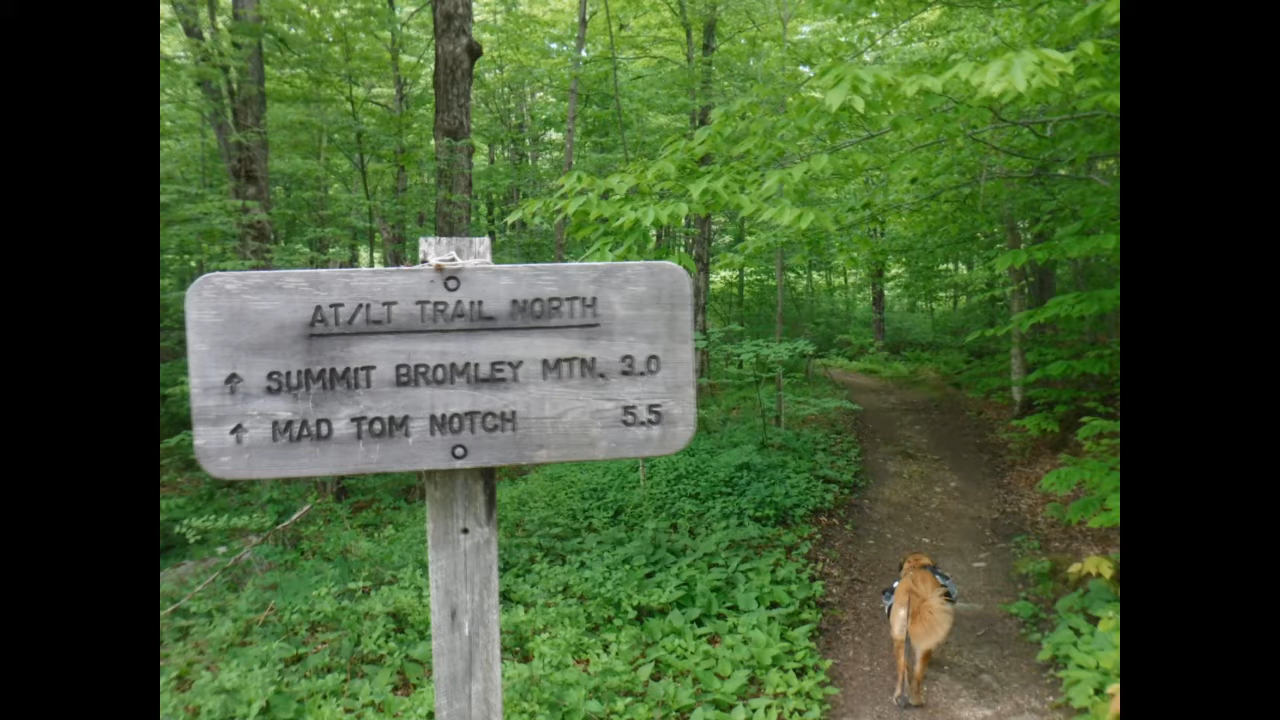 AT/LT TRAIL NORTH
↑ SUMMIT BROMLEY MTN. 3.0
↑ MAD TOM NOTCH 5.5